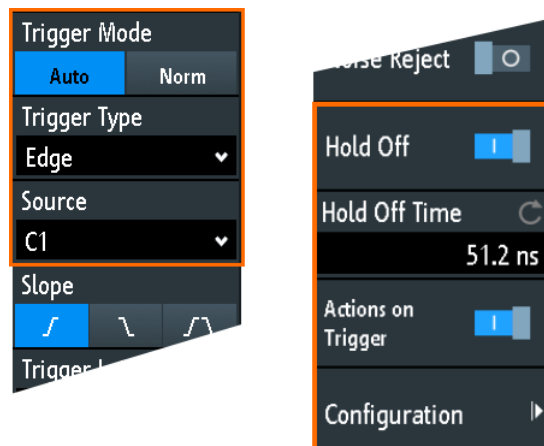 Trigger Mode
Auto Norm
Trigger Type
Edge
Source
C1
Slope
Trigger
Reject
Hold Off
Hold Off Time
51.2 ns
Actions on
Trigger
Configuration